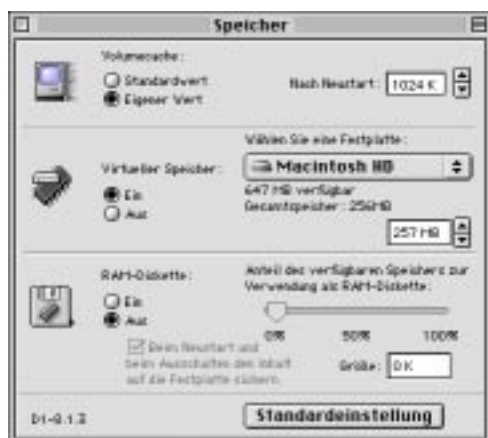 Speicher
Volumecache:
Standardwert
Eigener Wert
Nach Neustart: 1024 K
Wählen Sie eine Festplatte:
Virtueller Speicher:
Macintosh HD
Ein
Aus
647 MB verfügbar
Gesamtspeicher: 256MB
257 MB
RAM-Diskette:
Ein
Aus
Anteil des verfügbaren Speichers zur
Verwendung als RAM-Diskette:
0% 50% 100%
Beim Neustart und
beim Ausschalten den Inhalt
auf die Festplatte sichern.
Größe: 0 K
Standardeinstellung